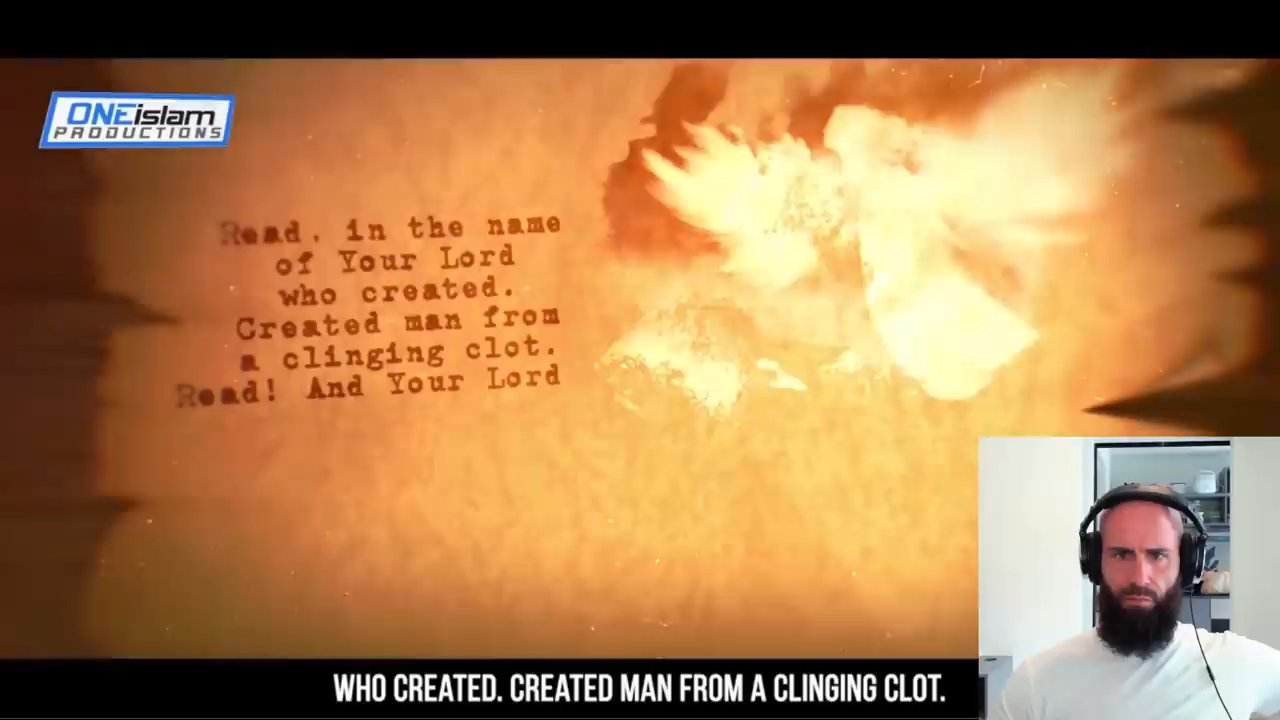 ONEislam
PRODUCTIONS
Read, in the name
of Your Lord
who created.
Created man from
a clinging clot.
Read! And Your Lord
WHO CREATED. CREATED MAN FROM A CLINGING CLOT.